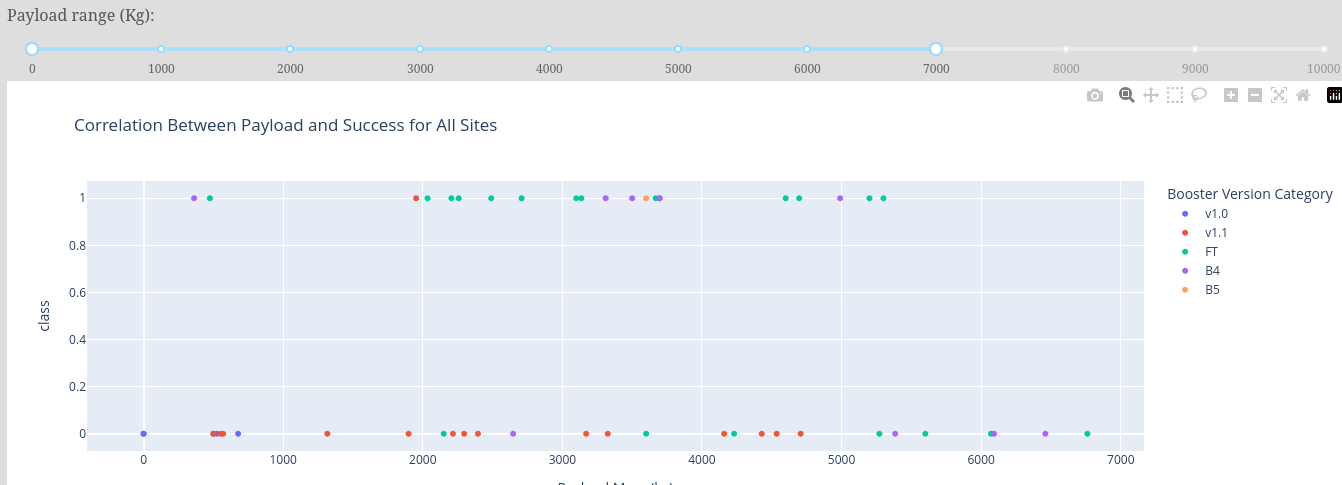 Payload range (Kg):
0 1000 2000 3000 4000 5000 6000 7000 8000 9000 10000
Correlation Between Payload and Success for All Sites
Booster Version Category
v1.0
v1.1
FT
B4
B5
class
1
0.8
0.6
0.4
0.2
0
0 1000 2000 3000 4000 5000 6000 7000